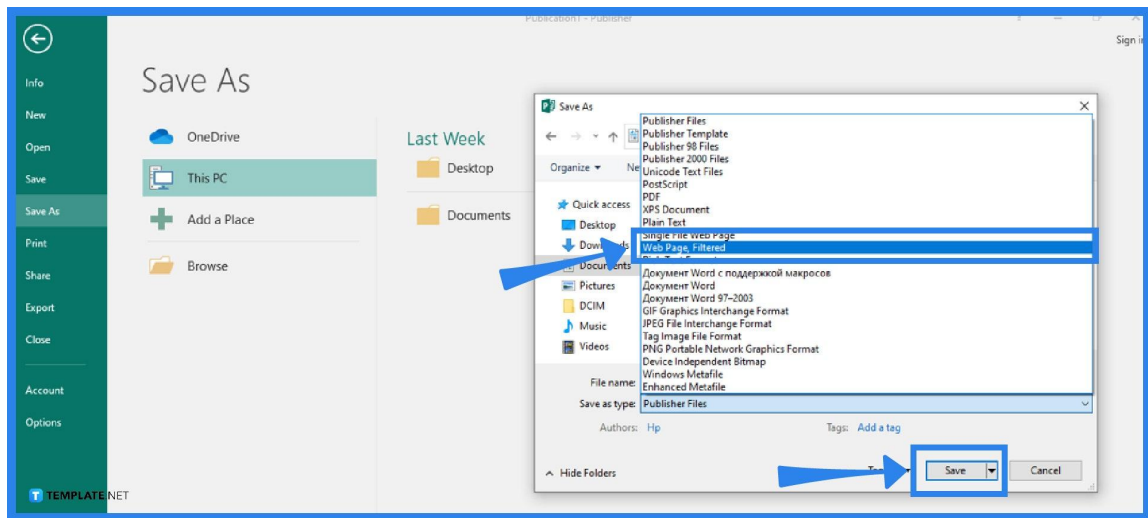 Publication1 - Publisher
Sign in
Info
New
Open
Save
Save As
Print
Share
Export
Close
Account
Options
Save As
OneDrive
This PC
Add a Place
Browse
Last Week
Desktop
Documents
Save As
Organize
Ne
Quick access
Desktop
Downloads
Documents
Pictures
DCIM
Music
Videos
Publisher Files
Publisher Template
Publisher 98 Files
Publisher 2000 Files
Unicode Text Files
PostScript
PDF
XPS Document
Plain Text
Single File Web Page
Web Page, Filtered
Документ Word с поддержкой макросов
Документ Word
Документ Word 97–2003
GIF Graphics Interchange Format
JPEG File Interchange Format
Tag Image File Format
PNG Portable Network Graphics Format
Device Independent Bitmap
Windows Metafile
Enhanced Metafile
File name:
Save as type: Publisher Files
Authors: Hp
Tags: Add a tag
Hide Folders
Save
Cancel
T TEMPLATE.NET